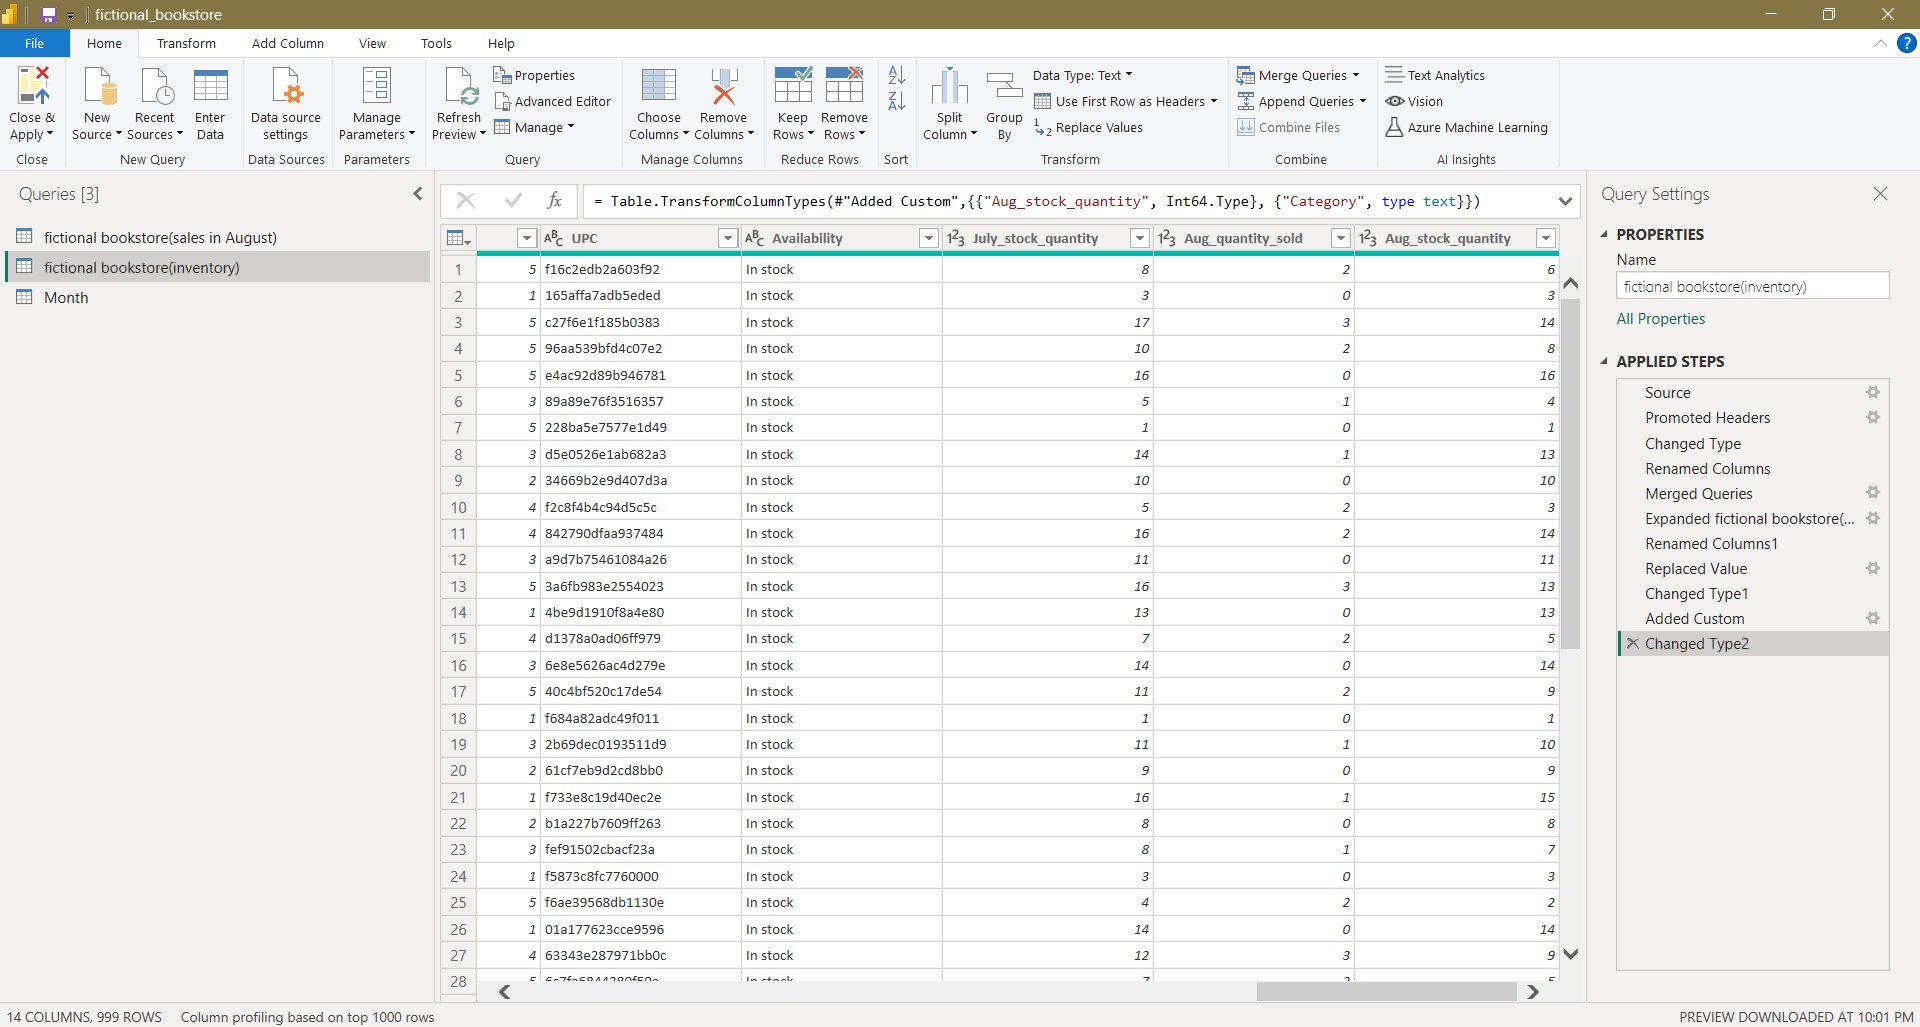 fictional_bookstore
File Home Transform Add Column View Tools Help
Close & Apply
New Source
Recent Sources
Enter Data
Data source settings
Manage Parameters
Refresh Preview
Properties
Advanced Editor
Manage
Choose Columns
Remove Columns
Keep Rows
Remove Rows
Split Column
Group By
Data Type: Text
Use First Row as Headers
Replace Values
Merge Queries
Append Queries
Combine Files
Text Analytics
Vision
Azure Machine Learning
Close New Query Data Sources Parameters Query Manage Columns Reduce Rows Sort Transform Combine AI Insights
Queries [3]
fictional bookstore(sales in August)
fictional bookstore(inventory)
Month
fx = Table.TransformColumnTypes(#"Added Custom",{{"Aug_stock_quantity", Int64.Type}, {"Category", type text}})
UPC Availability July_stock_quantity Aug_quantity_sold Aug_stock_quantity
1 5 f16c2edb2a603f92 In stock 8 2 6
2 1 165affa7adb5eded In stock 3 0 3
3 5 c27f6e1f185b0383 In stock 17 3 14
4 5 96aa539bfd4c07e2 In stock 10 2 8
5 5 e4ac92d89b946781 In stock 16 0 16
6 3 89a89e76f3516357 In stock 5 1 4
7 5 228ba5e7577e1d49 In stock 1 0 1
8 3 d5e0526e1ab682a3 In stock 14 1 13
9 2 34669b2e9d407d3a In stock 10 0 10
10 4 f2c8f4b4c94d5c5c In stock 5 2 3
11 4 842790dfaa937484 In stock 16 2 14
12 3 a9d7b75461084a26 In stock 11 0 11
13 5 3a6fb983e2554023 In stock 16 3 13
14 1 4be9d1910f8a4e80 In stock 13 0 13
15 4 d1378a0ad06ff979 In stock 7 2 5
16 3 6e8e5626ac4d279e In stock 14 0 14
17 5 40c4bf520c17de54 In stock 11 2 9
18 1 f684a82adc49f011 In stock 1 0 1
19 3 2b69dec0193511d9 In stock 11 1 10
20 2 61cf7eb9d2cd8bb0 In stock 9 0 9
21 1 f733e8c19d40ec2e In stock 16 1 15
22 2 b1a227b7609ff263 In stock 8 0 8
23 3 fef91502cbacf23a In stock 8 1 7
24 1 f5873c8fc7760000 In stock 3 0 3
25 5 f6ae39568db1130e In stock 4 2 2
26 1 01a177623cce9596 In stock 14 0 14
27 4 63343e287971bb0c In stock 12 3 9
28
Query Settings
PROPERTIES
Name
fictional bookstore(inventory)
All Properties
APPLIED STEPS
Source
Promoted Headers
Changed Type
Renamed Columns
Merged Queries
Expanded fictional bookstore(...
Renamed Columns1
Replaced Value
Changed Type1
Added Custom
Changed Type2
14 COLUMNS, 999 ROWS Column profiling based on top 1000 rows PREVIEW DOWNLOADED AT 10:01 PM